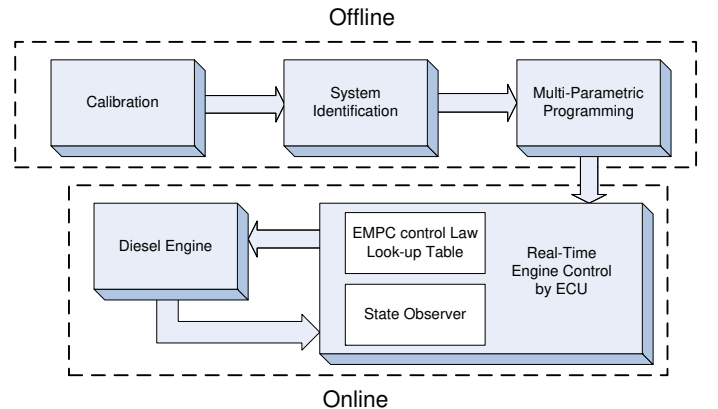 Offline
Calibration
System
Identification
Multi-Parametric
Programming
Diesel Engine
EMPC control Law
Look-up Table
State Observer
Real-Time
Engine Control
by ECU
Online